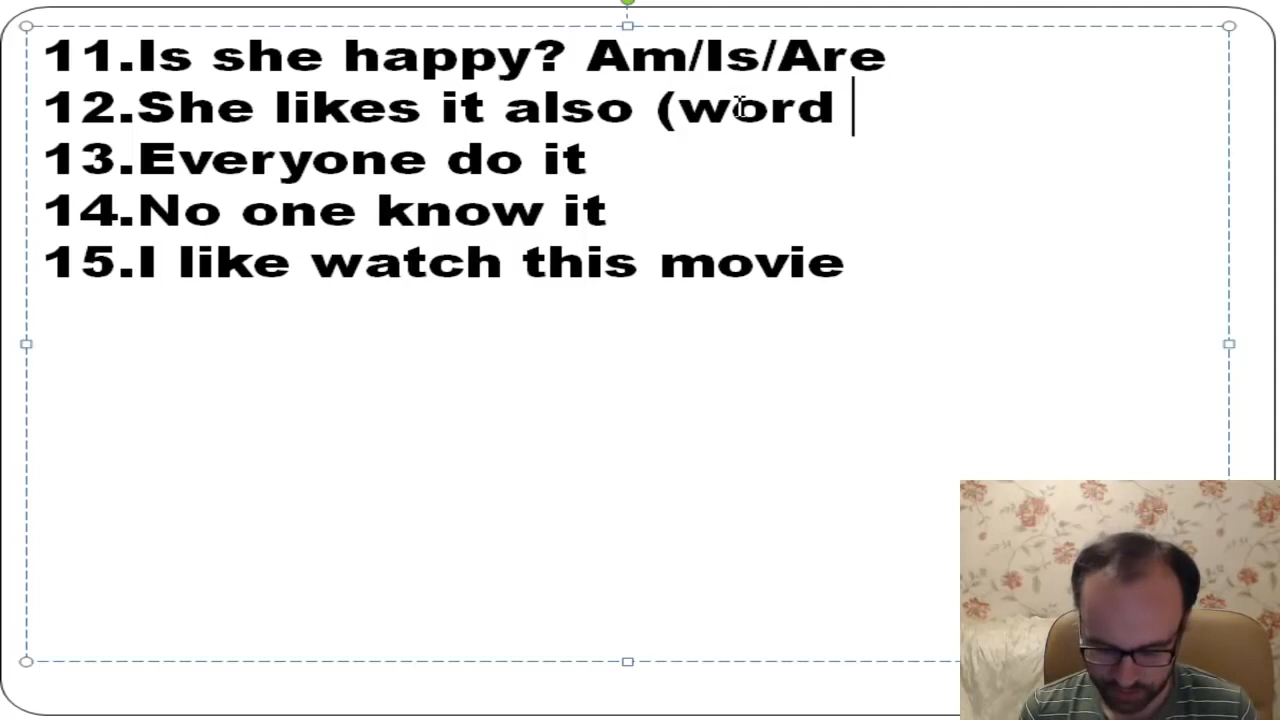 11.Is she happy? Am/Is/Are
12.She likes it also (word
13.Everyone do it
14.No one know it
15.I like watch this movie